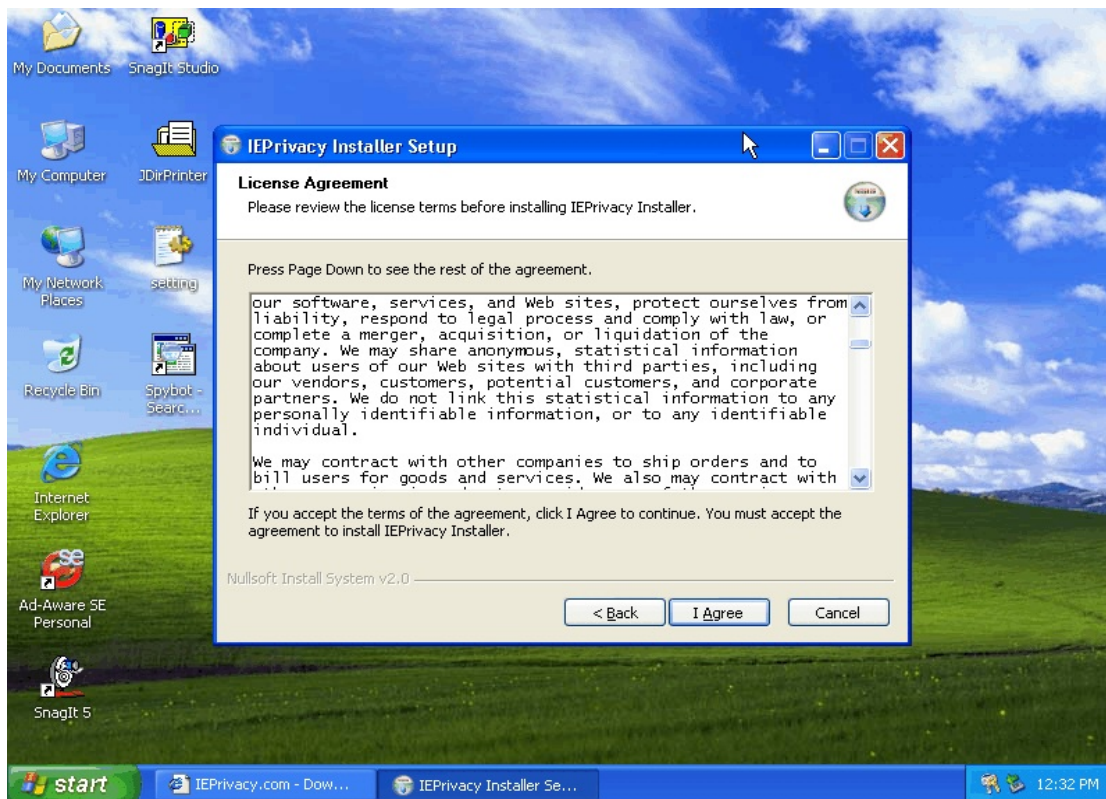 My Documents
SnagIt Studio
My Computer
JDirPrinter
My Network
Places
setting
Recycle Bin
Spybot -
Searc...
Internet
Explorer
Ad-Aware SE
Personal
SnagIt 5
IEPrivacy Installer Setup
License Agreement
Please review the license terms before installing IEPrivacy Installer.
Press Page Down to see the rest of the agreement.
our software, services, and Web sites, protect ourselves from
liability, respond to legal process and comply with law, or
complete a merger, acquisition, or liquidation of the
company. We may share anonymous, statistical information
about users of our Web sites with third parties, including
our vendors, customers, potential customers, and corporate
partners. We do not link this statistical information to any
personally identifiable information, or to any identifiable
individual.
We may contract with other companies to ship orders and to
bill users for goods and services. We also may contract with
If you accept the terms of the agreement, click I Agree to continue. You must accept the
agreement to install IEPrivacy Installer.
Nullsoft Install System v2.0
< Back
I Agree
Cancel
start
IEPrivacy.com - Dow...
IEPrivacy Installer Se...
12:32 PM